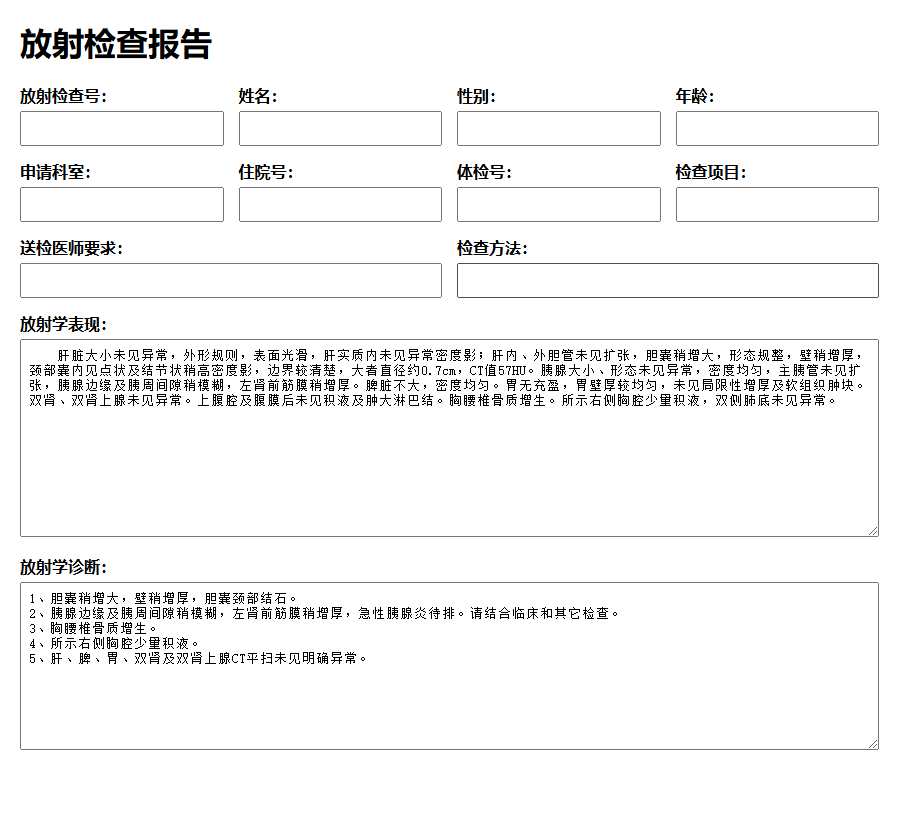 放射检查报告
放射检查号： 姓名： 性别： 年龄：
申请科室： 住院号： 体检号： 检查项目：
送检医师要求： 检查方法：
放射学表现：
肝脏大小未见异常，外形规则，表面光滑，肝实质内未见异常密度影；肝内、外胆管未见扩张，胆囊稍增大，形态规整，壁稍增厚，
颈部囊内见点状及结节状稍高密度影，边界较清楚，大者直径约0.7cm，CT值57HU。胰腺大小、形态未见异常，密度均匀，主胰管未见扩
张，胰腺边缘及胰周间隙稍模糊，左肾前筋膜稍增厚。脾脏不大，密度均匀。胃无充盈，胃壁厚较均匀，未见局限性增厚及软组织肿块。
双肾、双肾上腺未见异常。上腹腔及腹膜后未见积液及肿大淋巴结。胸腰椎骨质增生。所示右侧胸腔少量积液，双侧肺底未见异常。
放射学诊断：
1、胆囊稍增大，壁稍增厚，胆囊颈部结石。
2、胰腺边缘及胰周间隙稍模糊，左肾前筋膜稍增厚，急性胰腺炎待排。请结合临床和其它检查。
3、胸腰椎骨质增生。
4、所示右侧胸腔少量积液。
5、肝、脾、胃、双肾及双肾上腺CT平扫未见明确异常。